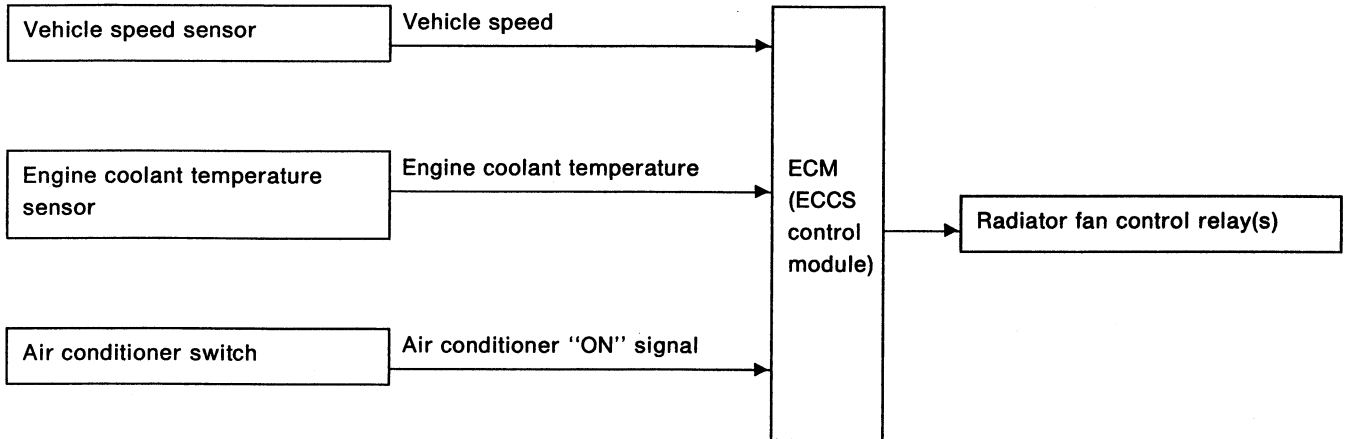 Vehicle speed sensor
Vehicle speed
Engine coolant temperature
sensor
Engine coolant temperature
Air conditioner switch
Air conditioner "ON" signal
ECM
(ECCS
control
module)
Radiator fan control relay(s)